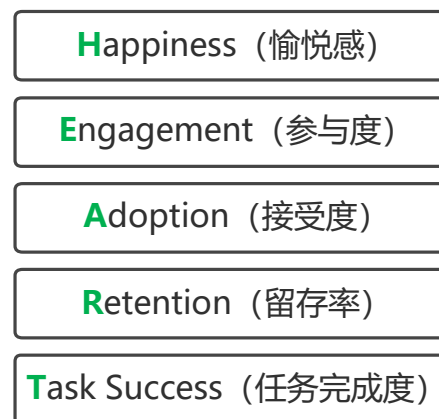 Happiness（愉悦感）
Engagement（参与度）
Adoption（接受度）
Retention（留存率）
Task Success（任务完成度）